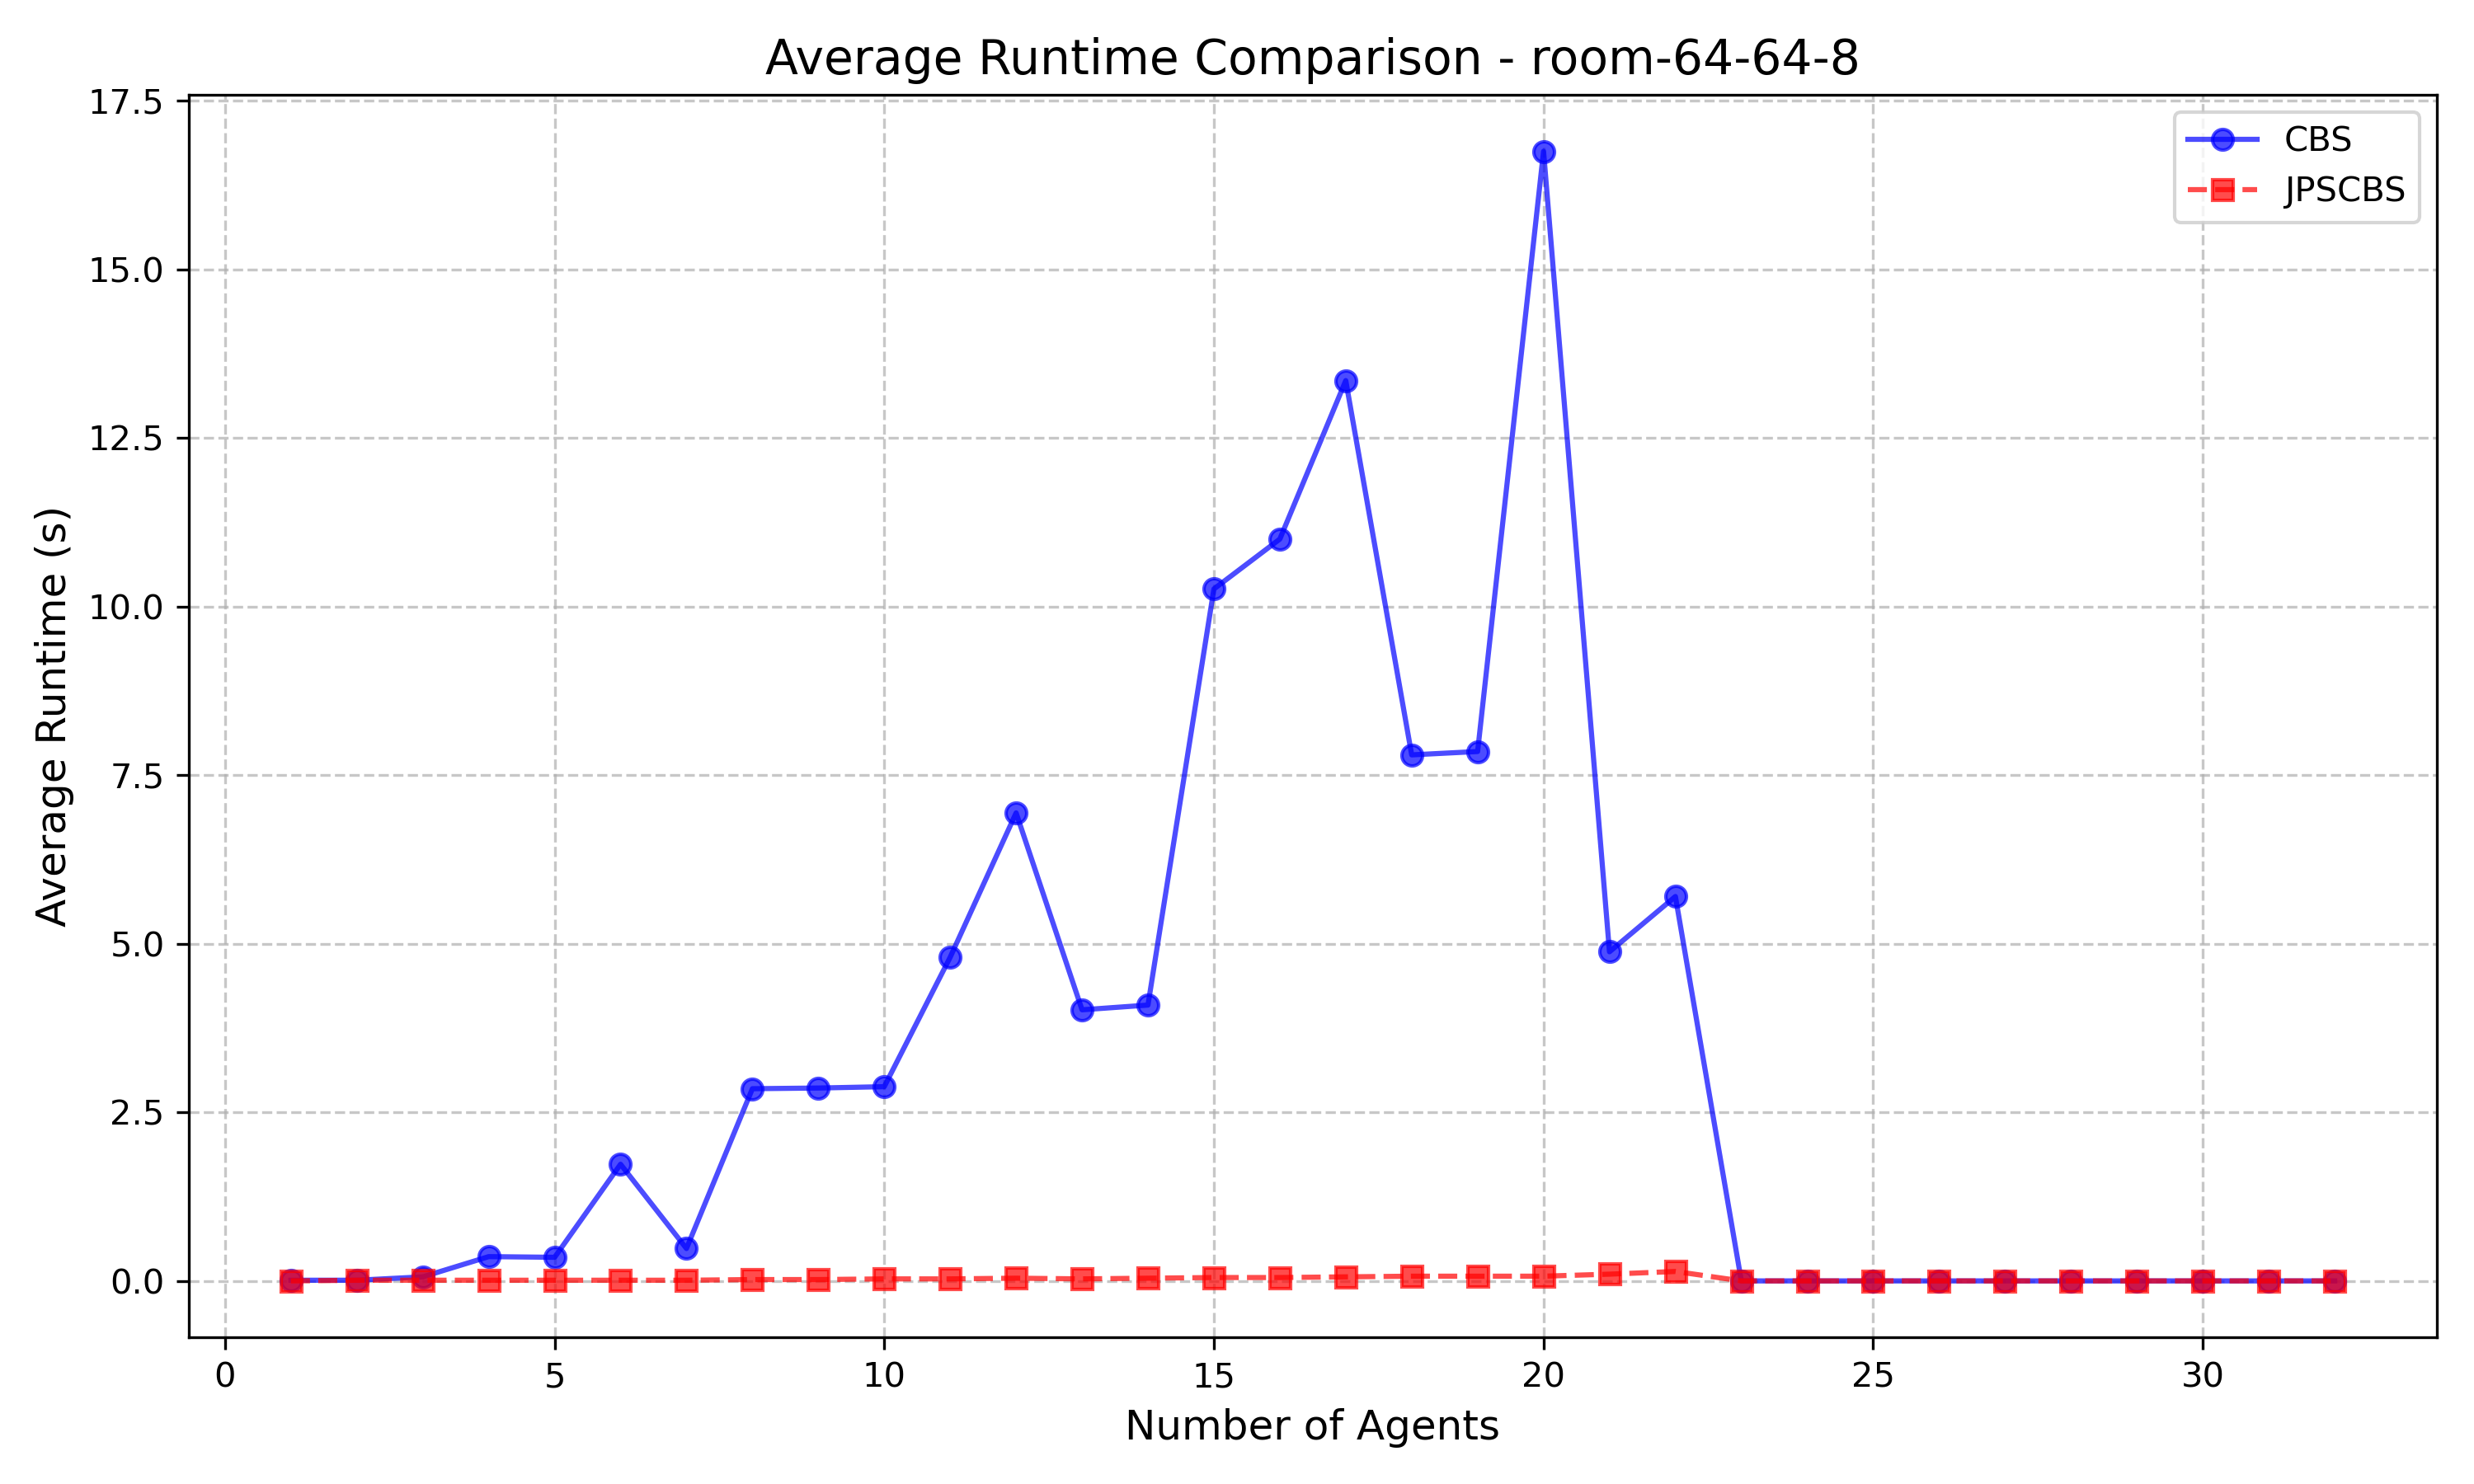 Average Runtime Comparison - room-64-64-8
17.5
15.0
12.5
10.0
7.5
5.0
2.5
0.0
Average Runtime (s)
CBS
JPSCBS
0 5 10 15 20 25 30
Number of Agents